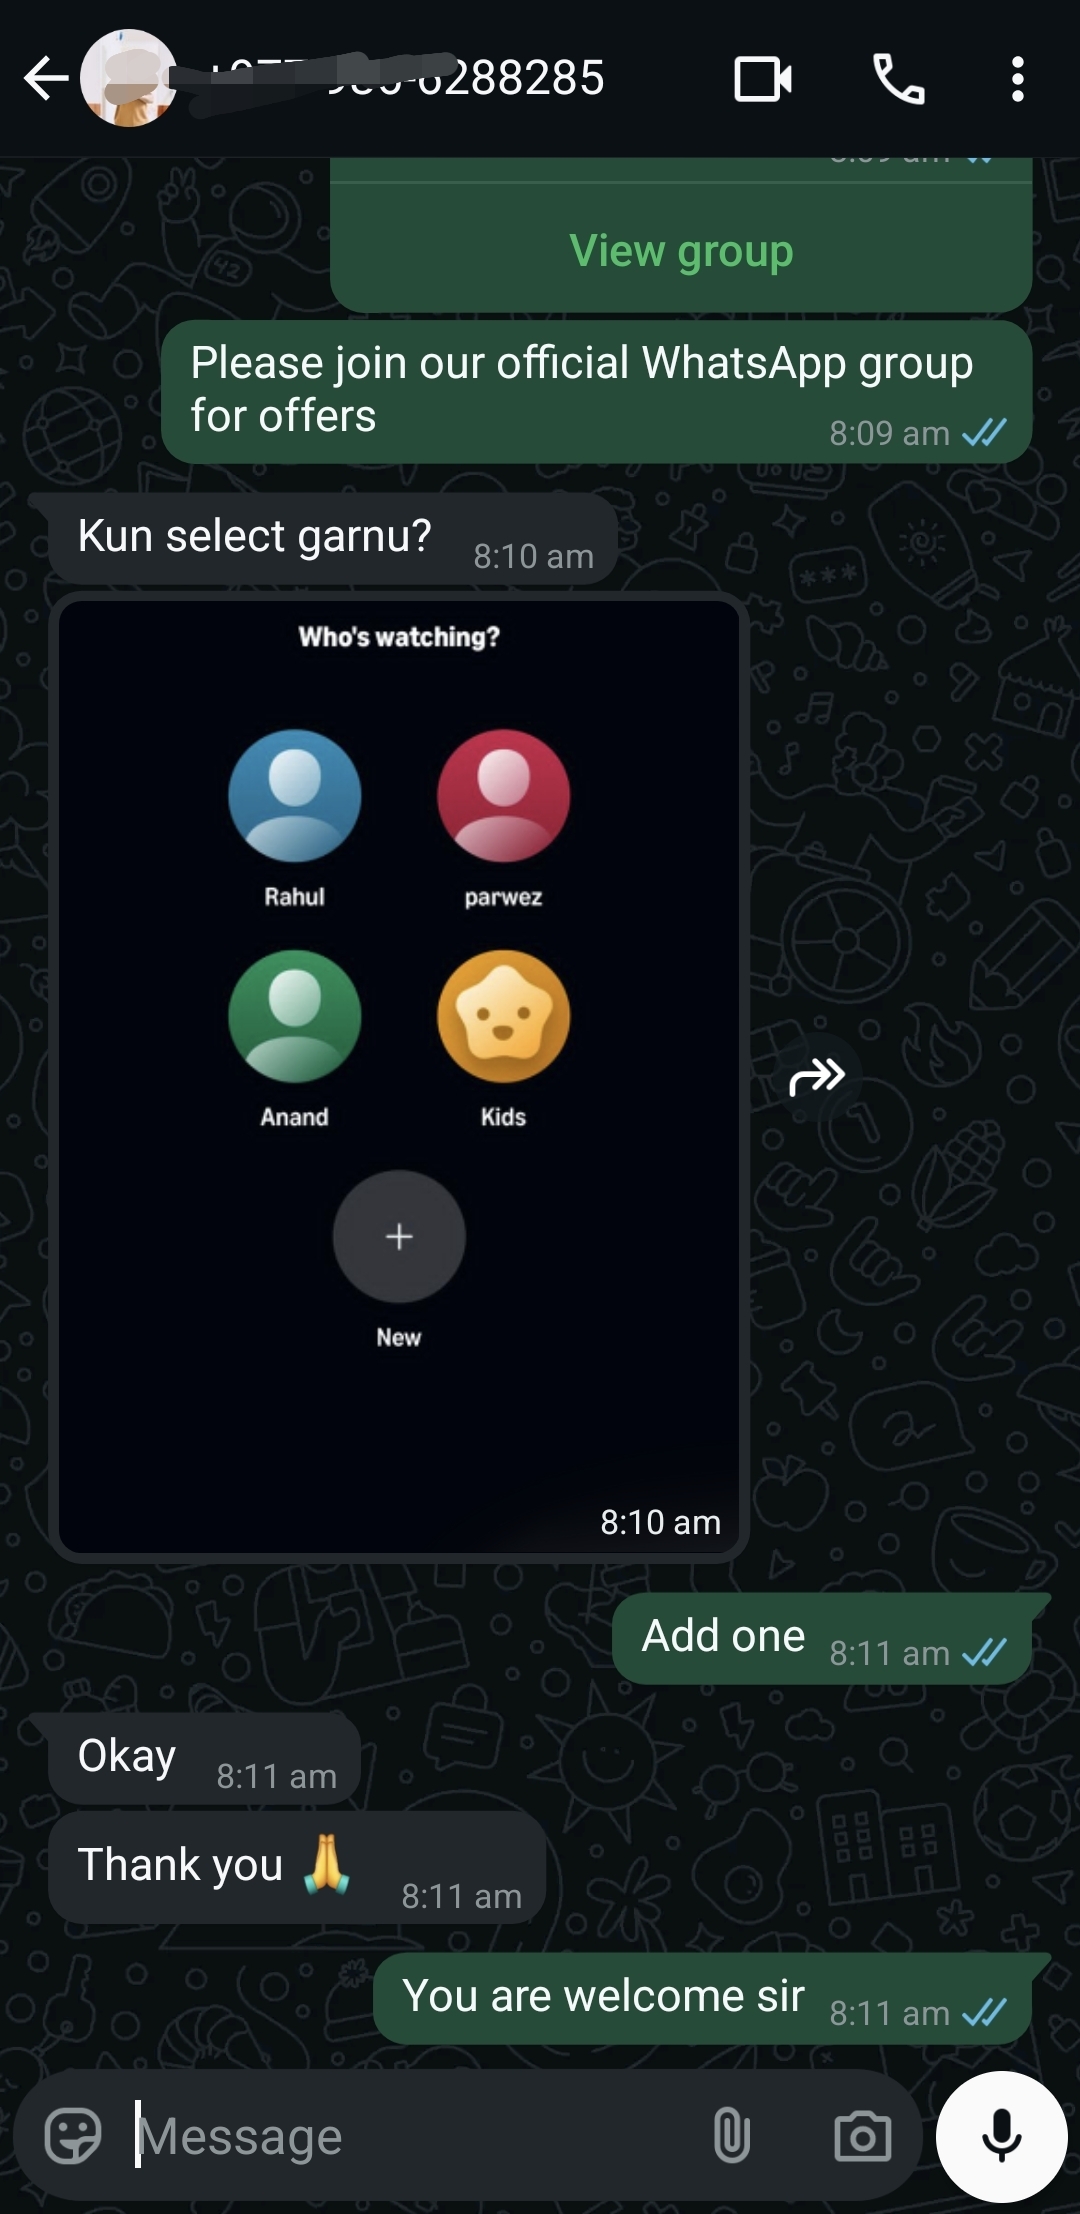 6288285
View group
Please join our official WhatsApp group
for offers
8:09 am
Kun select garnu?
8:10 am
Who's watching?
Rahul
parwez
Anand
Kids
+
New
8:10 am
Add one
8:11 am
Okay
8:11 am
Thank you 🙏
8:11 am
You are welcome sir
8:11 am
Message